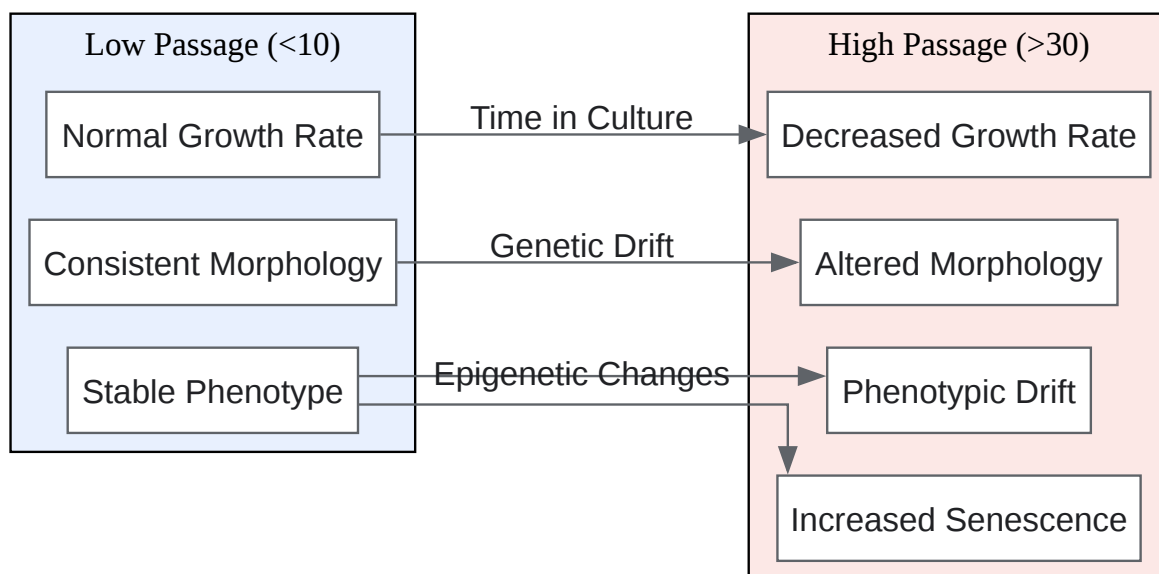 Low Passage (<10)
High Passage (>30)
Normal Growth Rate
Time in Culture
Decreased Growth Rate
Consistent Morphology
Genetic Drift
Altered Morphology
Stable Phenotype
Epigenetic Changes
Phenotypic Drift
Increased Senescence